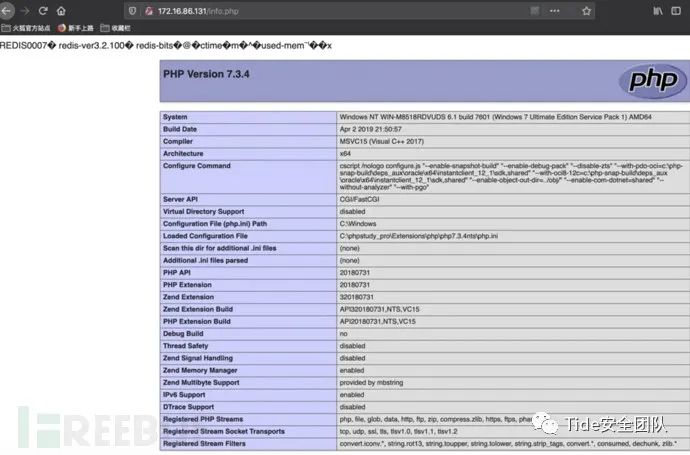 172.16.86.131/info.php
火狐官方站点 新手上路 收藏栏
REDIS0007� redis-ver3.2.100� redis-bits�@�ctime�m�^�used-mem
PHP Version 7.3.4
php
System Windows NT WIN-M8518RDVUDS 6.1 build 7601 (Windows 7 Ultimate Edition Service Pack 1) AMD64
Build Date Apr 2 2019 21:50:57
Compiler MSVC15 (Visual C++ 2017)
Architecture x64
Configure Command cscript /nologo configure.js "--enable-snapshot-build" "--enable-debug-pack" "--disable-zts" "--with-pdo-oci=c:\php-
snap-build\deps_aux\oracle\x64\instantclient_12_1\sdk,shared" "--with-oci8-12c=c:\php-snap-build\deps_aux
\oracle\x64\instantclient_12_1\sdk,shared" "--enable-object-out-dir=../obj/" "--enable-com-dotnet=shared" "--
without-analyzer" "--with-pgo"
Server API CGI/FastCGI
Virtual Directory Support disabled
Configuration File (php.ini) Path C:\Windows
Loaded Configuration File C:\phpstudy_pro\Extensions\php\php7.3.4nts\php.ini
Scan this dir for additional .ini files (none)
Additional .ini files parsed (none)
PHP API 20180731
PHP Extension 20180731
Zend Extension 320180731
Zend Extension Build API320180731,NTS,VC15
PHP Extension Build API20180731,NTS,VC15
Debug Build no
Thread Safety disabled
Zend Signal Handling disabled
Zend Memory Manager enabled
Zend Multibyte Support provided by mbstring
IPv6 Support enabled
DTrace Support disabled
Registered PHP Streams php, file, glob, data, http, ftp, zip, compress.zlib, https, ftps, phar
Registered Stream Socket Transports tcp, udp, ssl, tls, tlsv1.0, tlsv1.1, tlsv1.2
Registered Stream Filters convert.iconv.*, string.rot13, string.toupper, string.tolower, string.strip_tags, convert.*, consumed, dechunk, zlib.*
Tide安全团队